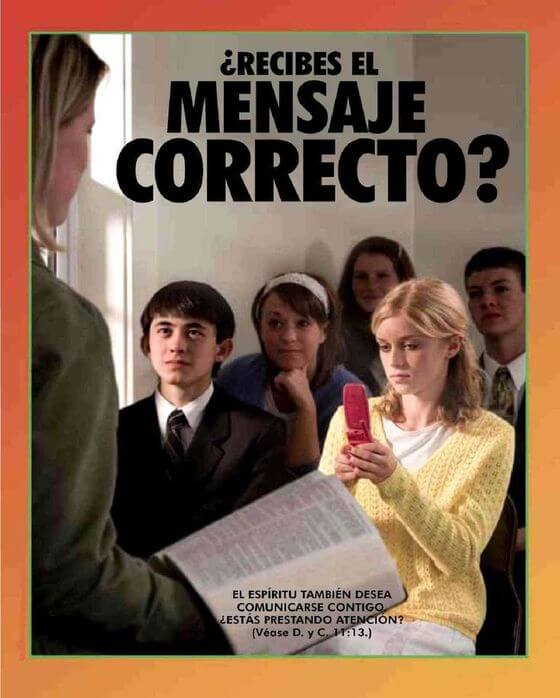 ¿RECIBES EL
MENSAJE
CORRECTO?
EL ESPÍRITU TAMBIÉN DESEA
COMUNICARSE CONTIGO
¿ESTÁS PRESTANDO ATENCIÓN?
(Véase D. y C. 11:13.)